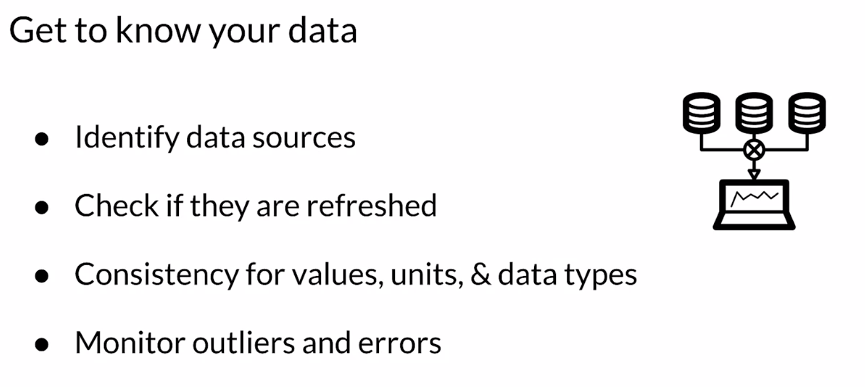 Get to know your data
● Identify data sources
● Check if they are refreshed
● Consistency for values, units, & data types
● Monitor outliers and errors